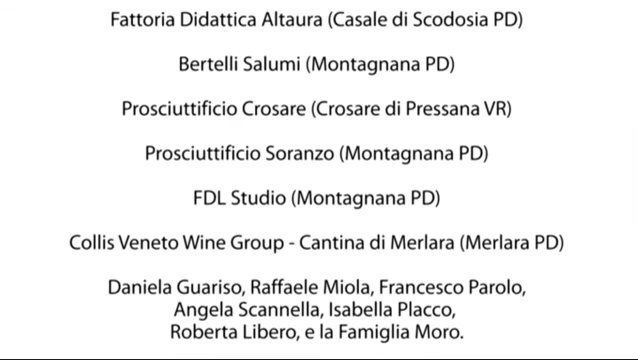 Fattoria Didattica Altaura (Casale di Scodosia PD)
Bertelli Salumi (Montagnana PD)
Prosciuttificio Crosare (Crosare di Pressana VR)
Prosciuttificio Soranzo (Montagnana PD)
FDL Studio (Montagnana PD)
Collis Veneto Wine Group - Cantina di Merlara (Merlara PD)
Daniela Guariso, Raffaele Miola, Francesco Parolo,
Angela Scannella, Isabella Placco,
Roberta Libero, e la Famiglia Moro.